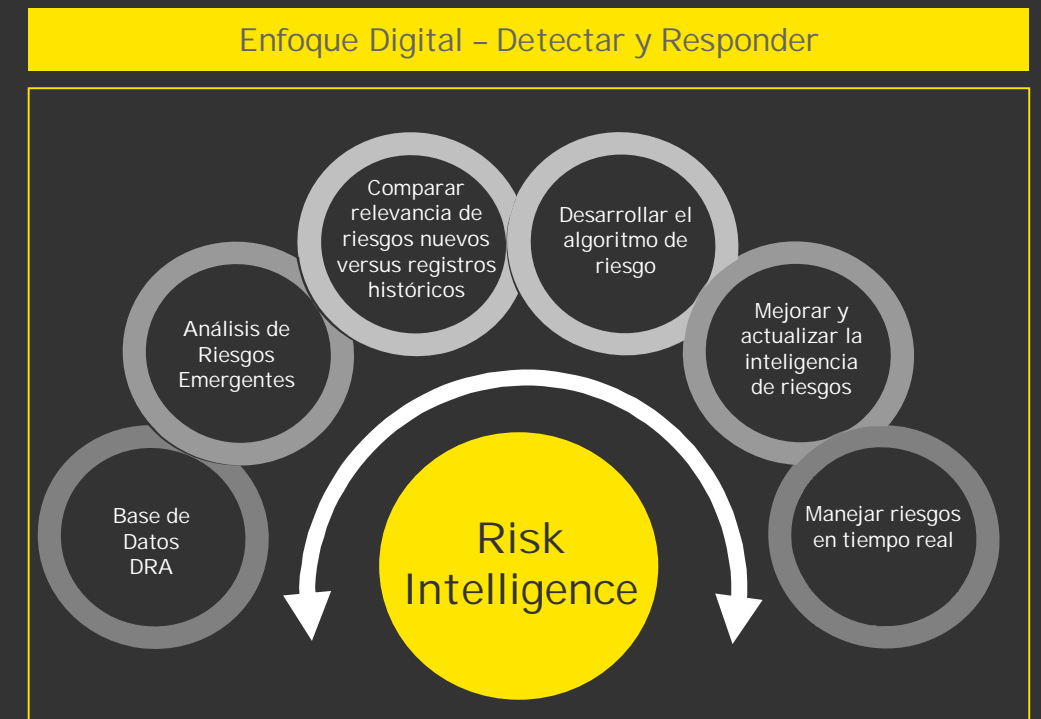 Enfoque Digital – Detectar y Responder
Comparar
relevancia de
riesgos nuevos
versus registros
históricos
Desarrollar el
algoritmo de
riesgo
Análisis de
Riesgos
Emergentes
Mejorar y
actualizar la
inteligencia
de riesgos
Base de
Datos
DRA
Manejar riesgos
en tiempo real
Risk
Intelligence